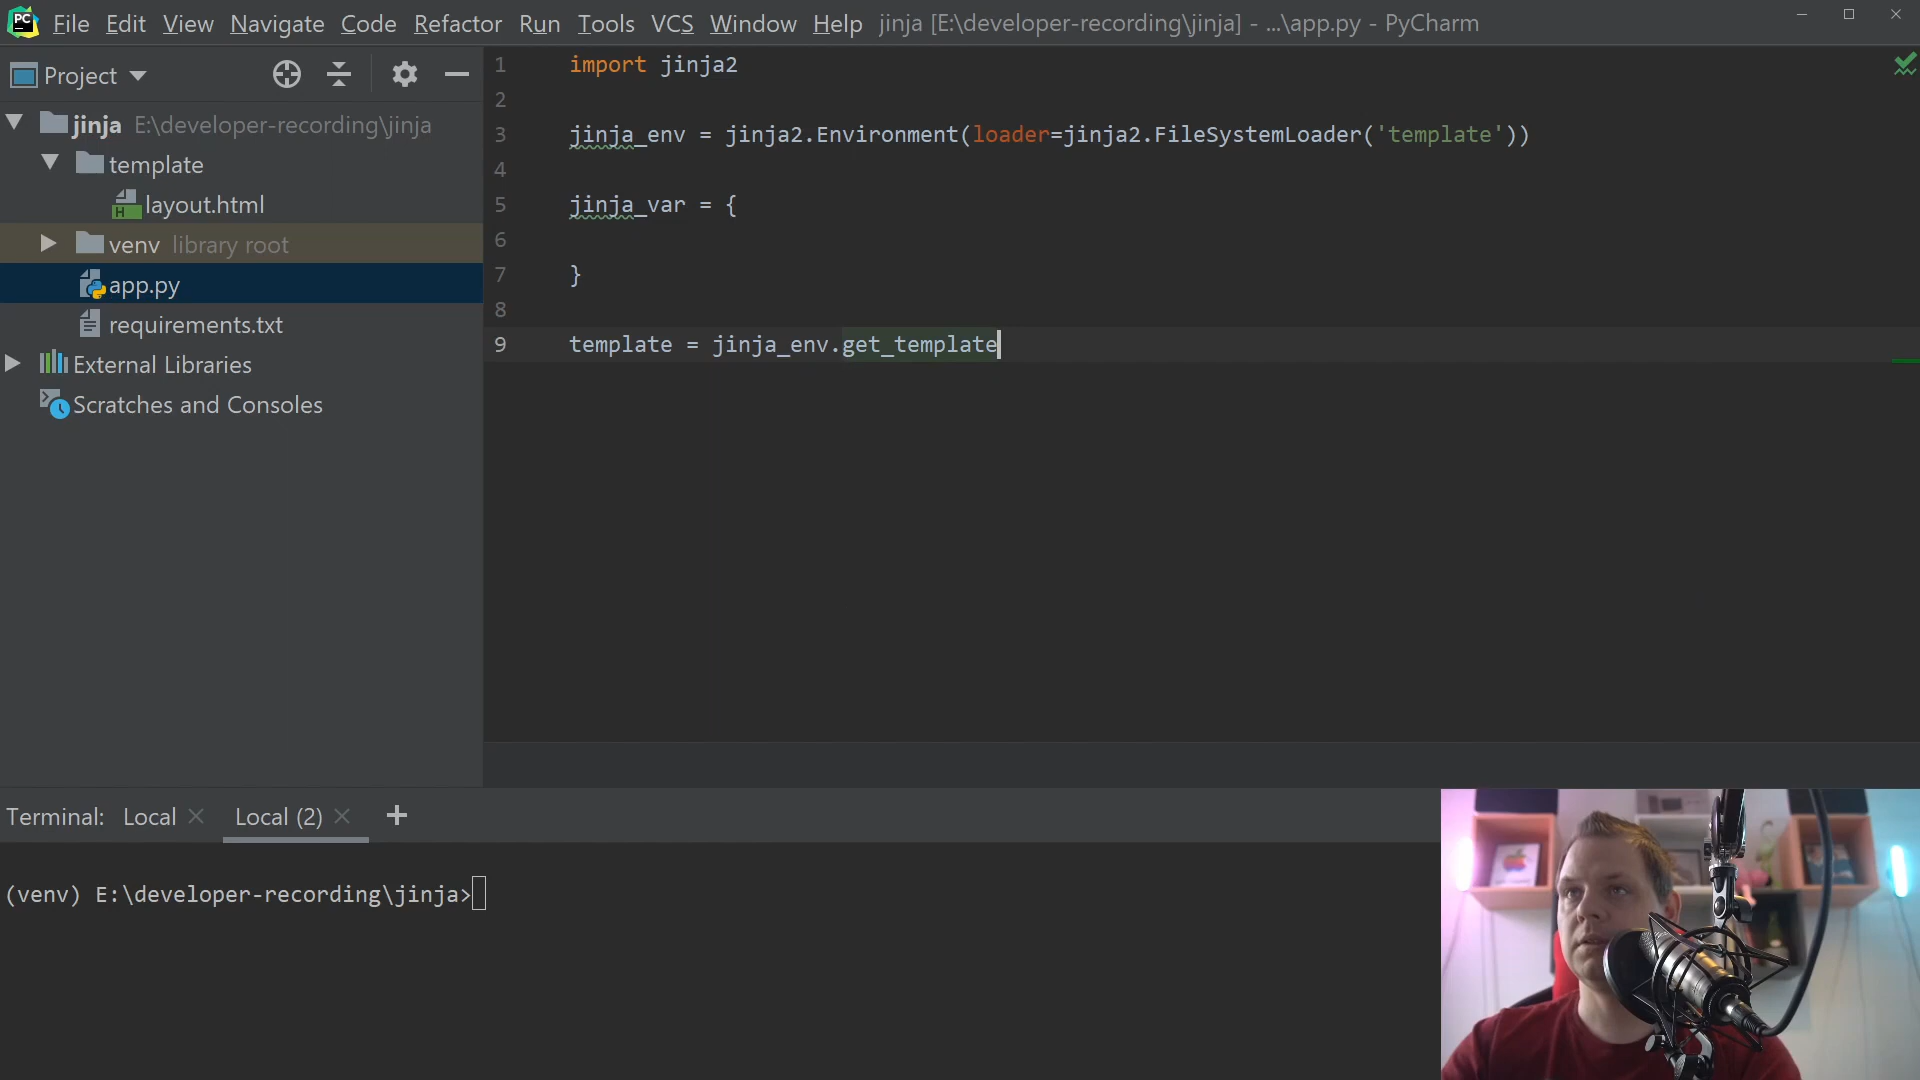 PC File Edit View Navigate Code Refactor Run Tools VCS Window Help jinja [E:\developer-recording\jinja] - ...\app.py - PyCharm
Project
jinja E:\developer-recording\jinja
template
layout.html
venv library root
app.py
requirements.txt
External Libraries
Scratches and Consoles
1 import jinja2
2
3 jinja_env = jinja2.Environment(loader=jinja2.FileSystemLoader('template'))
4
5 jinja_var = {
6
7 }
8
9 template = jinja_env.get_template
Terminal: Local Local (2)
(venv) E:\developer-recording\jinja>